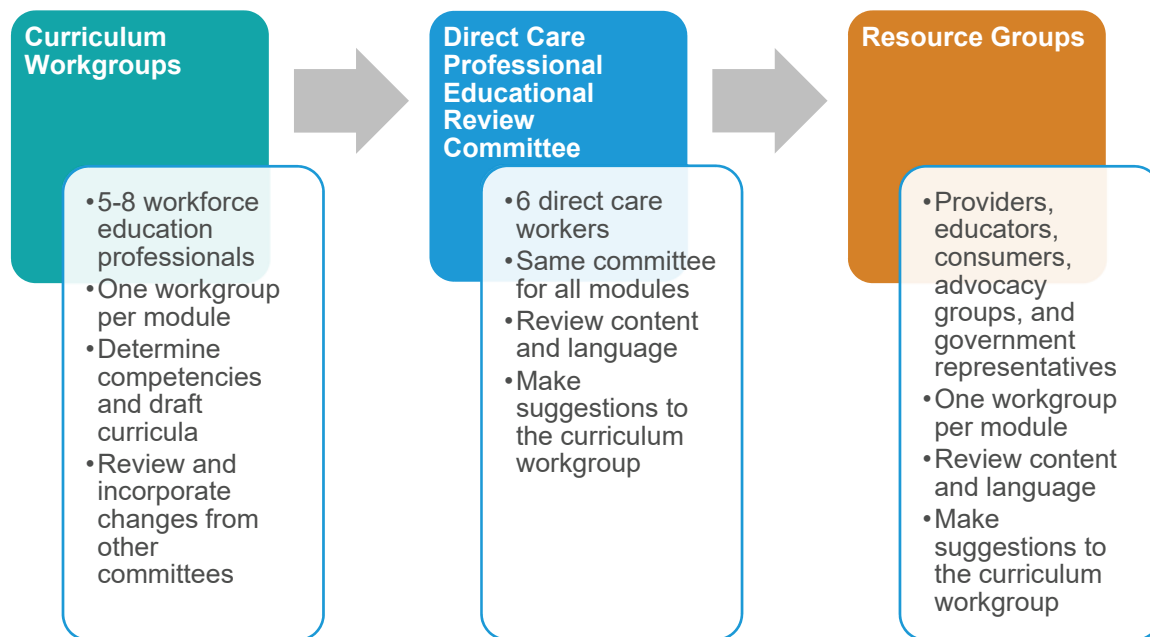 Curriculum
Workgroups
•5-8 workforce
education
professionals
•One workgroup
per module
•Determine
competencies
and draft
curricula
•Review and
incorporate
changes from
other
committees
Direct Care
Professional
Educational
Review
Committee
•6 direct care
workers
•Same committee
for all modules
•Review content
and language
•Make
suggestions to
the curriculum
workgroup
Resource Groups
•Providers,
educators,
consumers,
advocacy
groups, and
government
representatives
•One workgroup
per module
•Review content
and language
•Make
suggestions to
the curriculum
workgroup